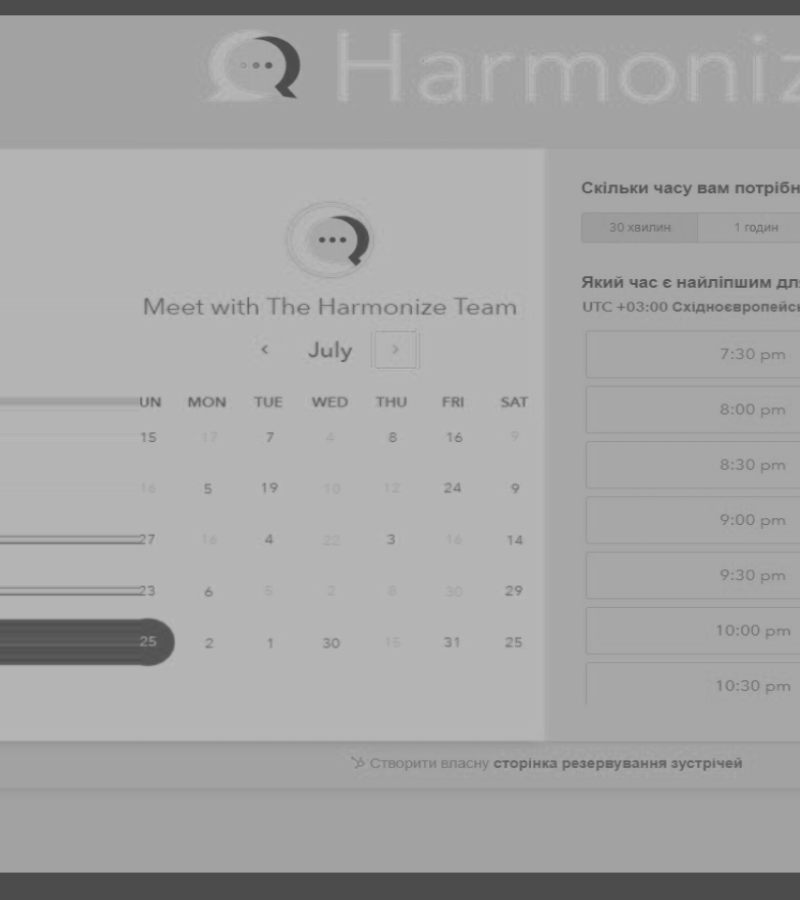 Harmoniz
Meet with The Harmonize Team
‹ July ›
UN MON TUE WED THU FRI SAT
15 17 7 4 8 16 9
16 5 19 10 12 24 9
27 16 4 22 3 16 14
23 6 5 2 8 30 29
25 2 1 30 15 31 25
Скільки часу вам потрібн
30 хвилин 1 годин
Який час є найліпшим для
UTC +03:00 Східноєвропейсь
7:30 pm
8:00 pm
8:30 pm
9:00 pm
9:30 pm
10:00 pm
10:30 pm
Створити власну сторінка резервування зустрічей